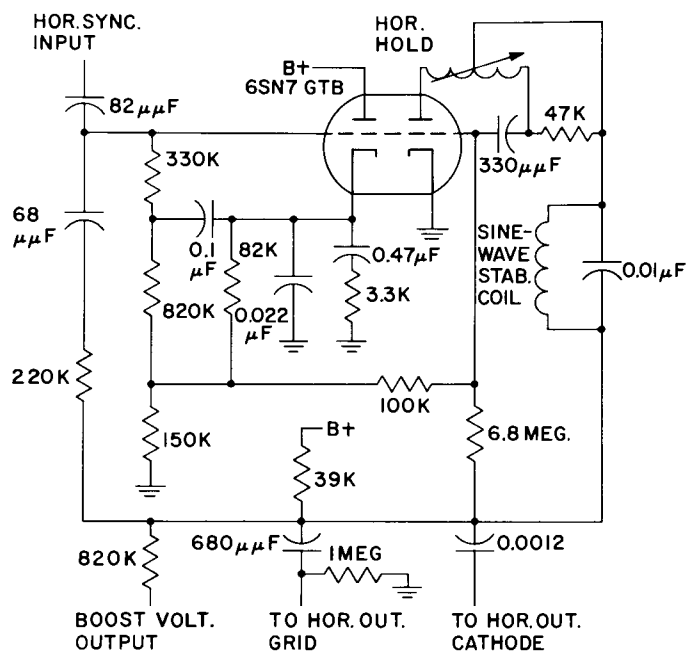 HOR. SYNC.
INPUT
HOR.
HOLD
B+
6SN7 GTB
82μμF
47K
330μμF
330K
68
μμF
0.1
μF
82K
0.47μF
SINE-
WAVE
STAB.
COIL
0.01μF
820K
0.022
μF
3.3K
220K
100K
150K
B+
6.8 MEG.
39K
820K
680μμF
1MEG
0.0012
BOOST VOLT.
OUTPUT
TO HOR. OUT.
GRID
TO HOR. OUT.
CATHODE